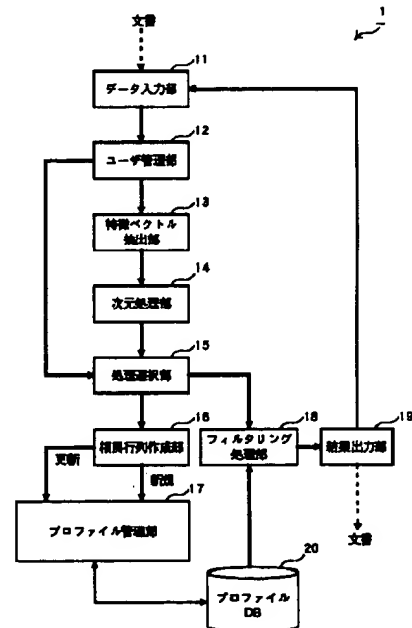 文書
1
11
データ入力部
12
ユーザ管理部
13
特徴ベクトル
抽出部
14
次元処理部
15
処理選択部
16
相関行列作成部
18
フィルタリング
処理部
19
結果出力部
更新
新規
17
プロファイル管理部
文書
20
プロファイル
DB